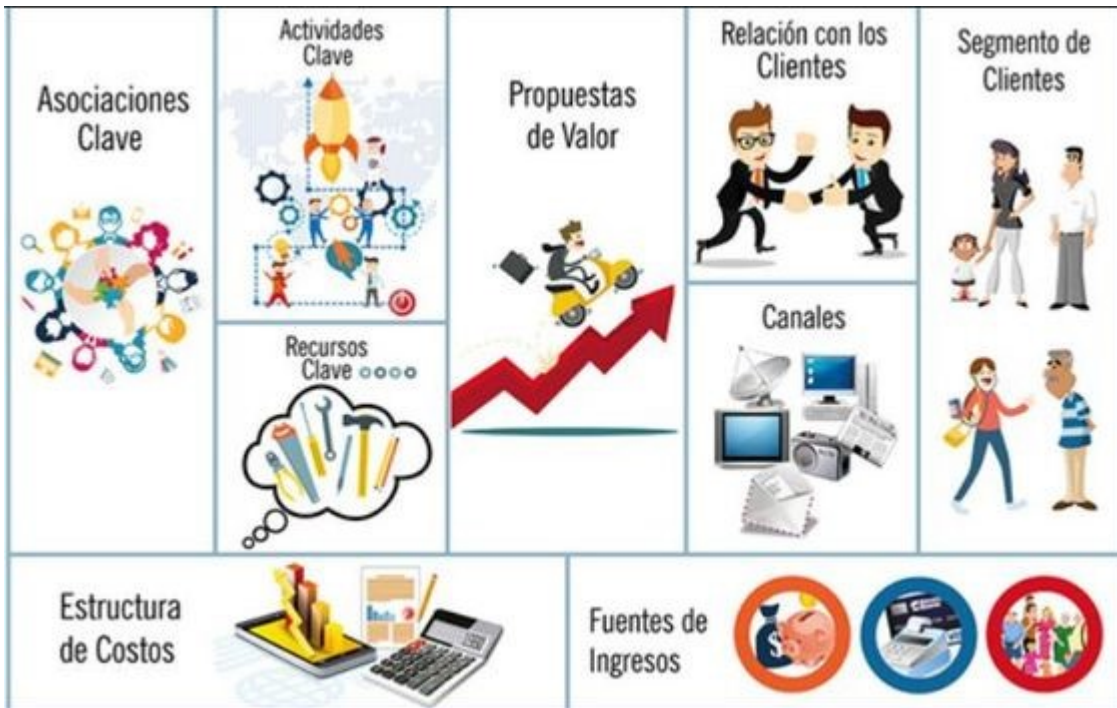 Asociaciones
Clave
Actividades
Clave
Recursos
Clave
Propuestas
de Valor
Relación con los
Clientes
Canales
Segmento de
Clientes
Estructura
de Costos
Fuentes de
Ingresos